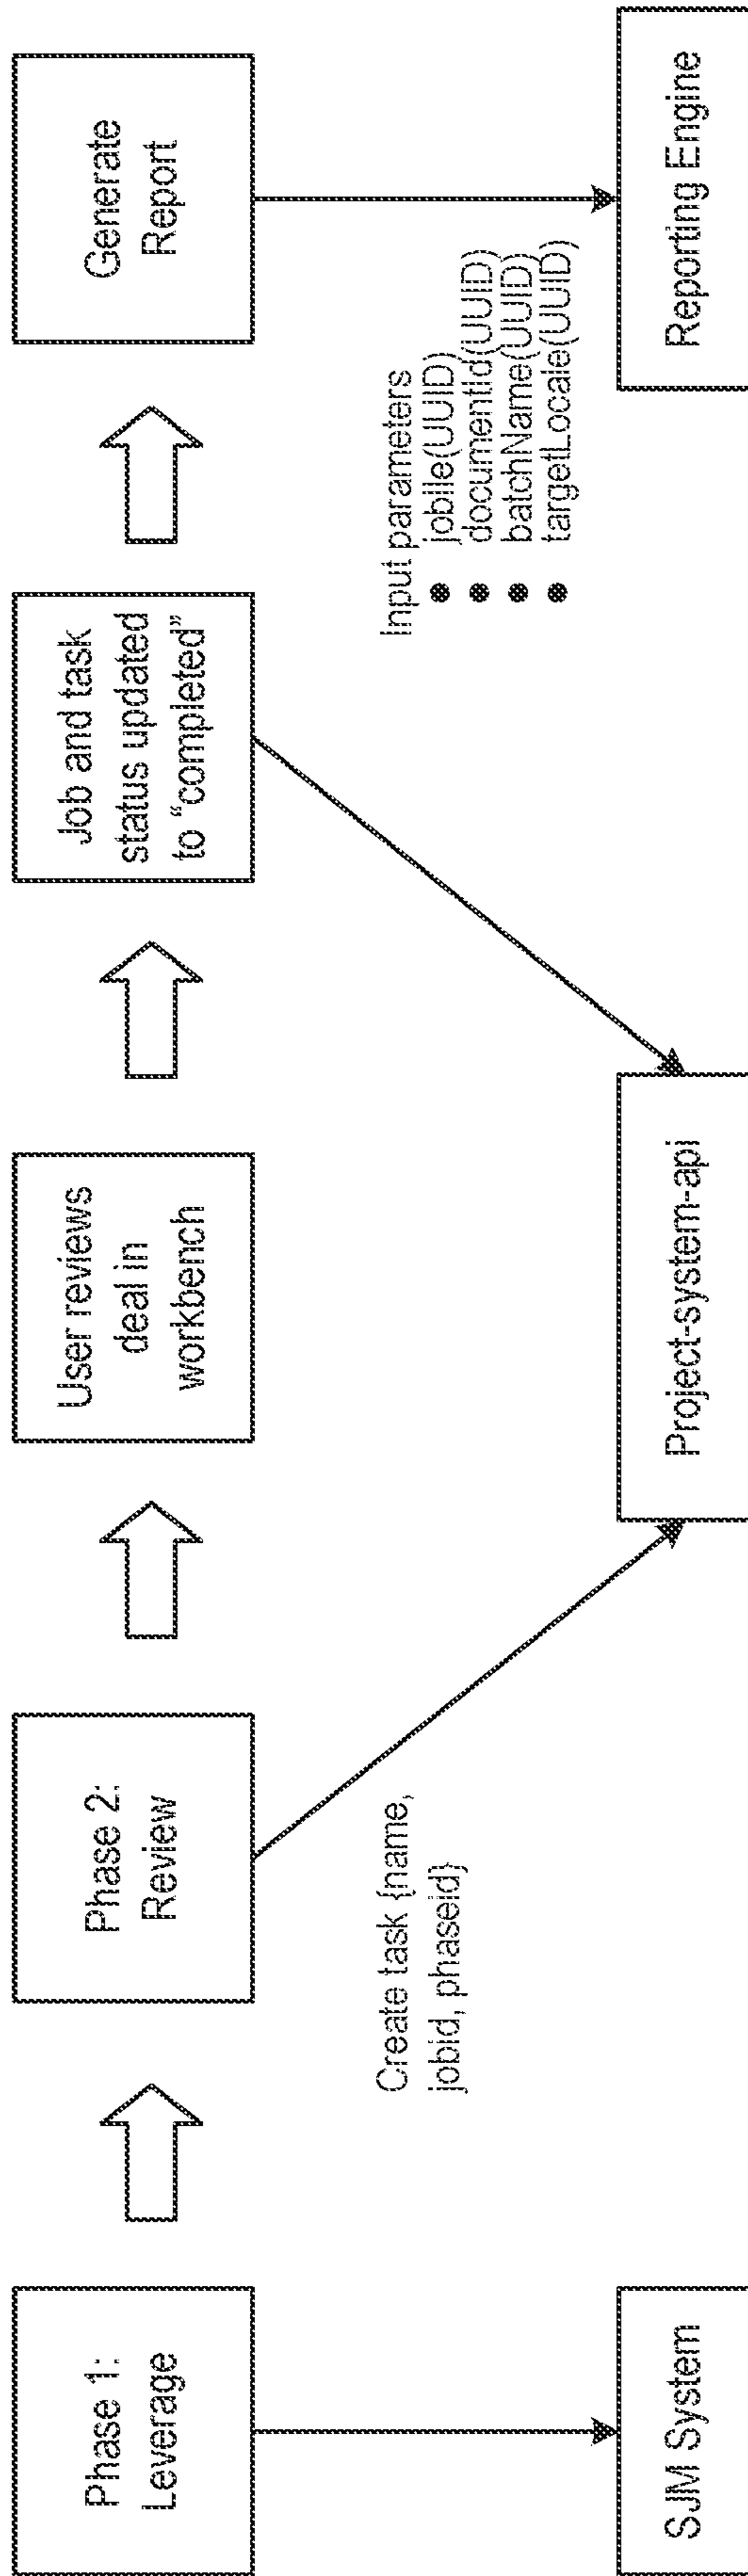 Phase 1:
Leverage
Phase 2:
Review
User reviews
deal in
workbench
Job and task
status updated
to “completed”
Generate
Report
Create task {name,
jobid, phaseid}
Input parameters
● jobIle(UUID)
● documentId(UUID)
● batchName(UUID)
● targetLocale(UUID)
SJM System
Project-system-api
Reporting Engine